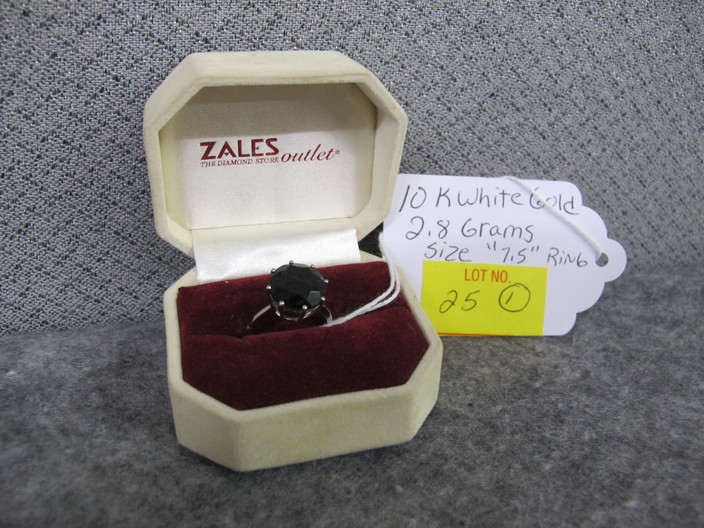 ZALES
THE DIAMOND STORE outlet®
10 K White Gold
2.8 Grams
Size "7.5" Ring
LOT NO.
25 1